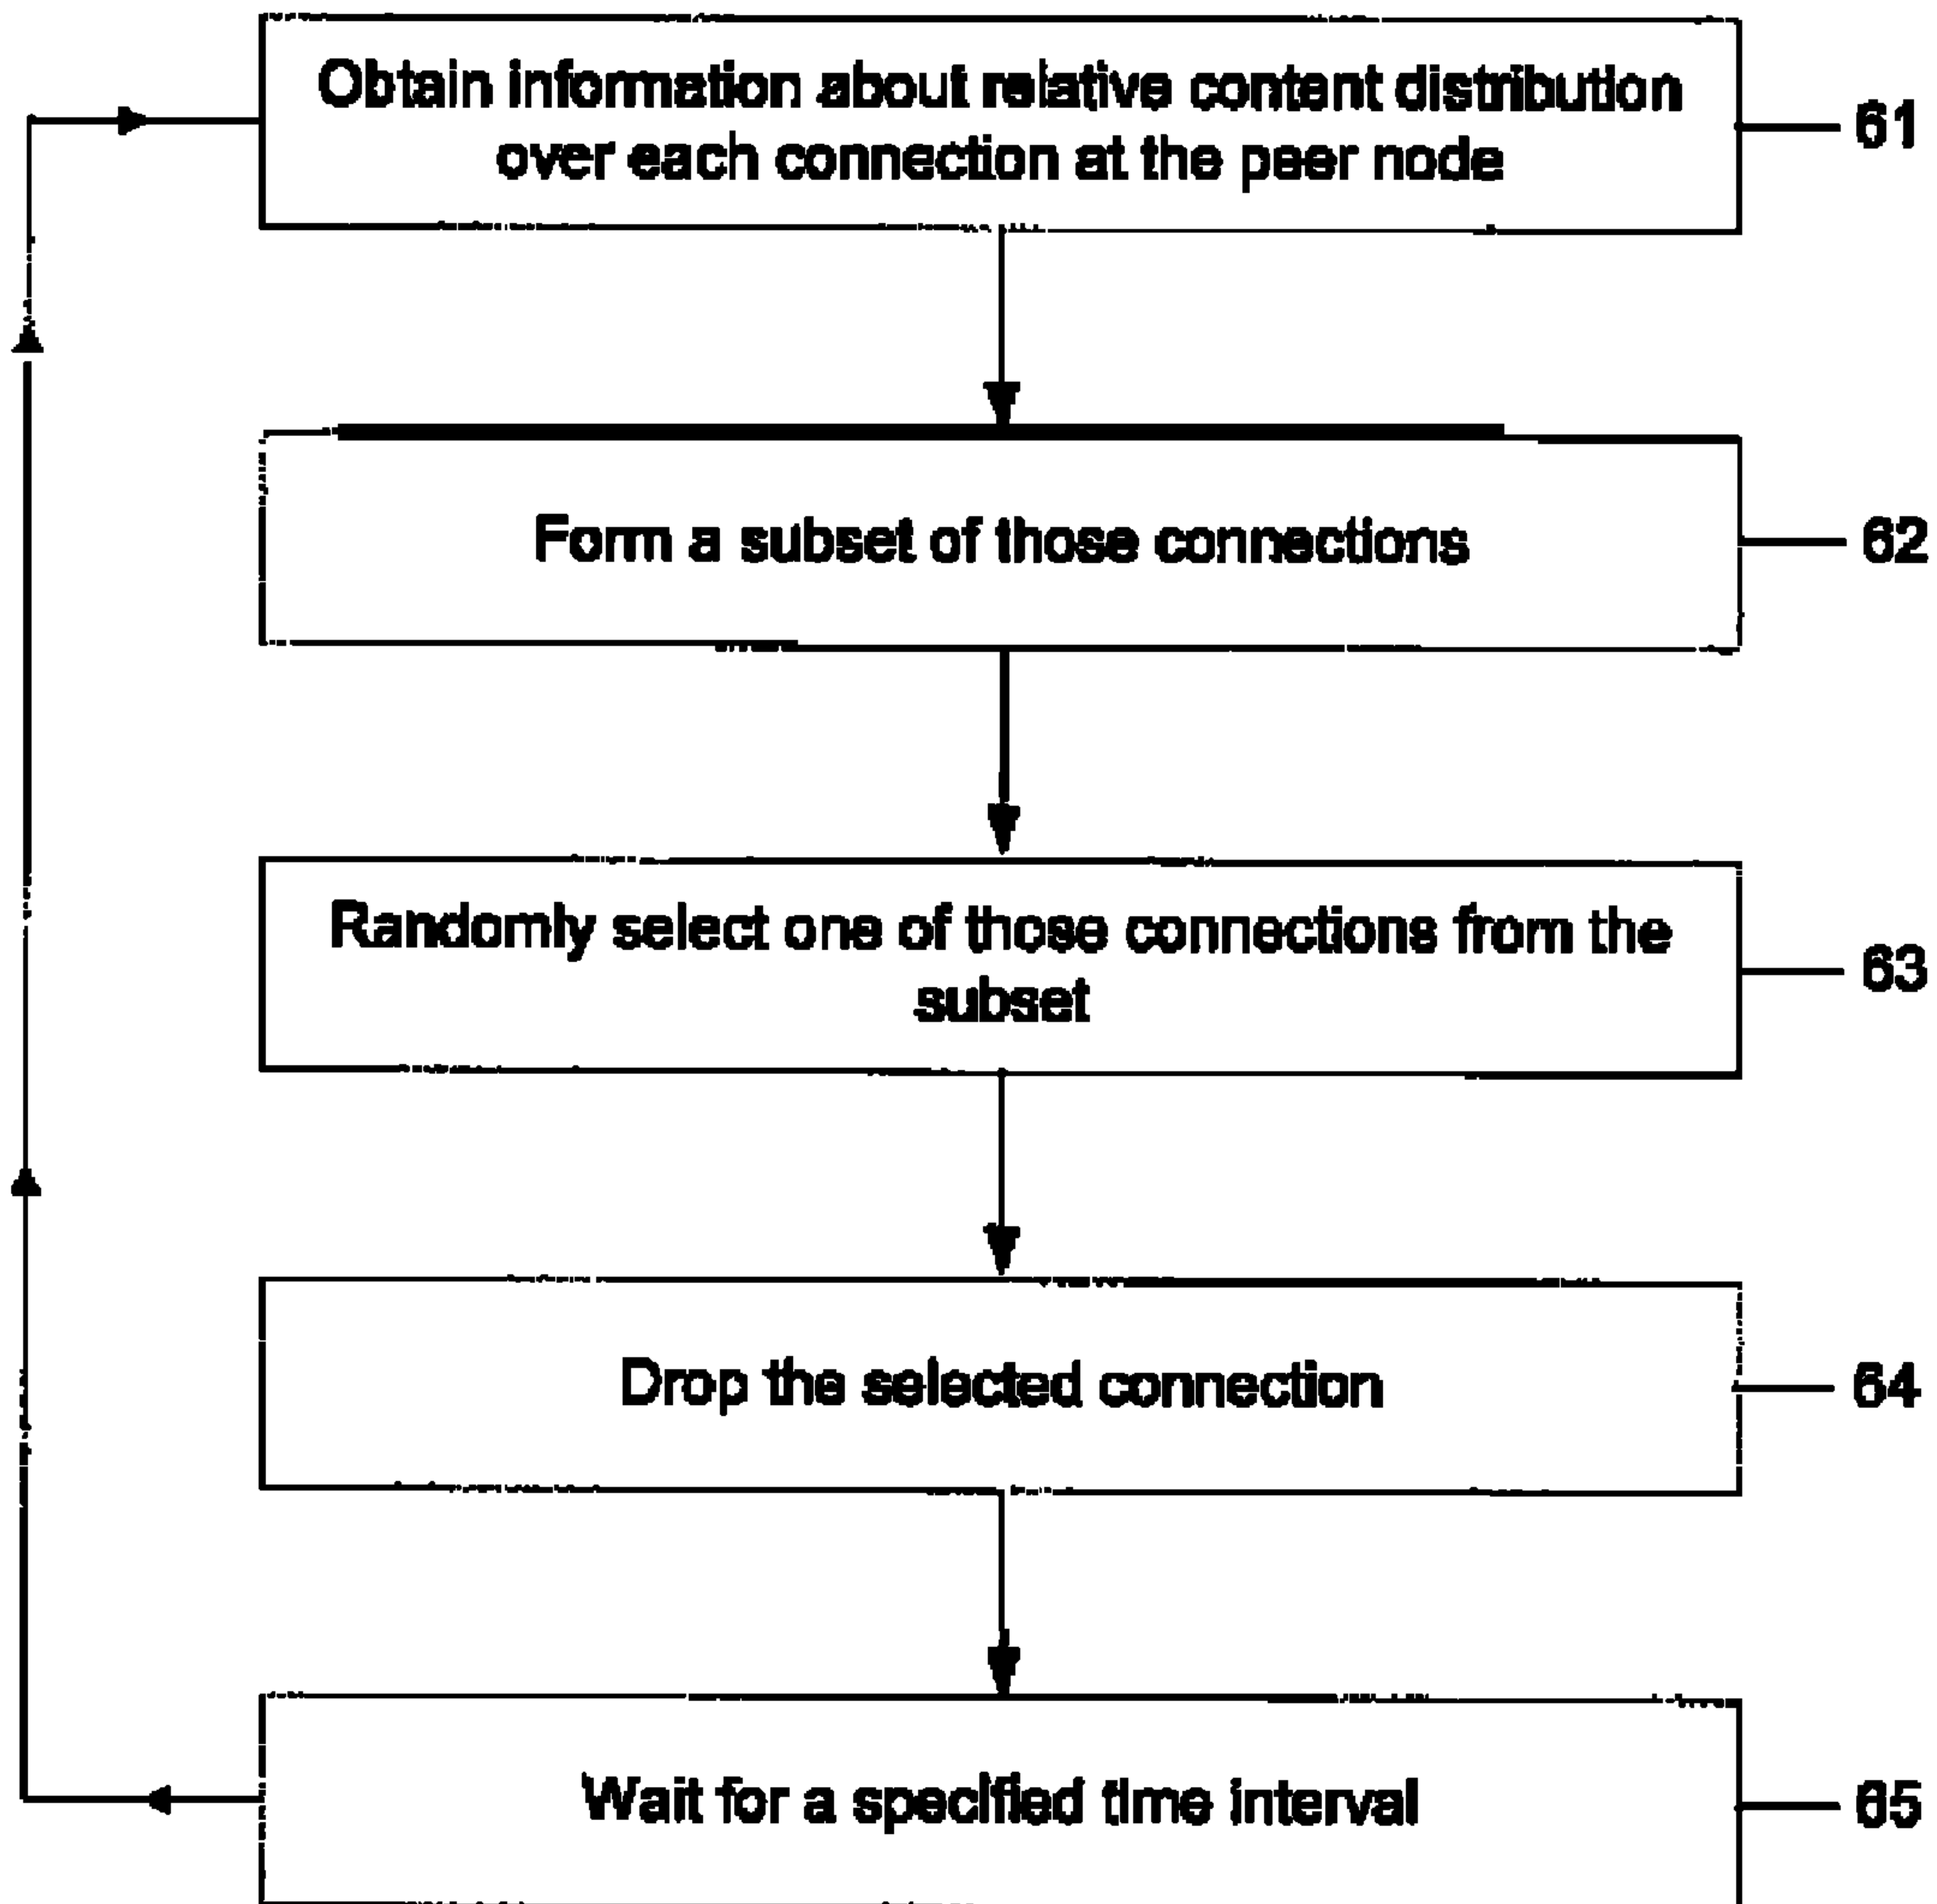 Obtain information about relative content distribution
over each connection at the peer node
61
Form a subset of those connections
62
Randomly select one of those connections from the
subset
63
Drop the selected connection
64
Wait for a specified time interval
65